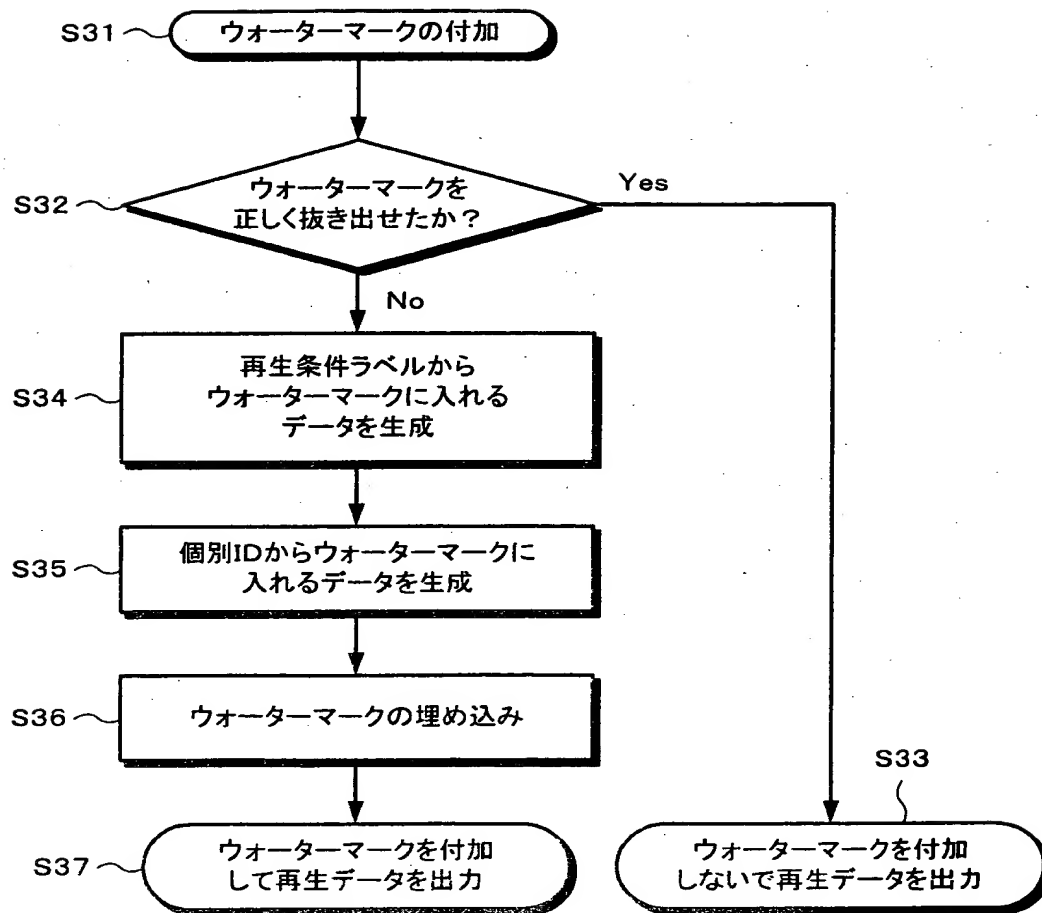 S31
ウォーターマークの付加
S32
ウォーターマークを
正しく抜き出せたか？
Yes
No
S34
再生条件ラベルから
ウォーターマークに入れる
データを生成
S35
個別IDからウォーターマークに
入れるデータを生成
S36
ウォーターマークの埋め込み
S33
S37
ウォーターマークを付加
して再生データを出力
ウォーターマークを付加
しないで再生データを出力